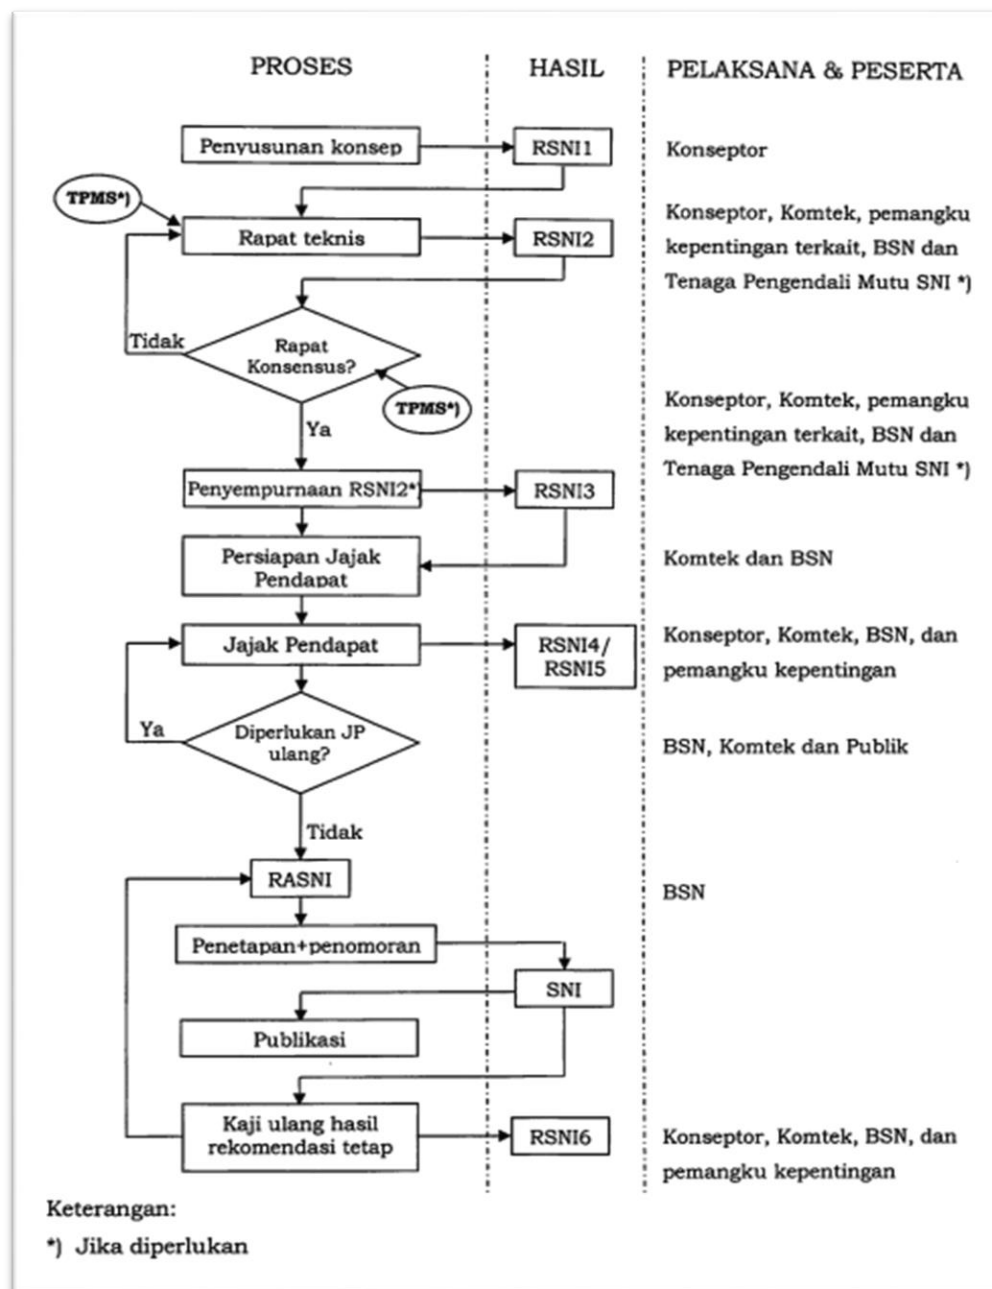 PROSES
HASIL
PELAKSANA & PESERTA
Penyusunan konsep
RSNI1
Konseptor
TPMS*)
Rapat teknis
RSNI2
Konseptor, Komtek, pemangku
kepentingan terkait, BSN dan
Tenaga Pengendali Mutu SNI *)
Tidak
Rapat
Konsensus?
TPMS*)
Ya
Konseptor, Komtek, pemangku
kepentingan terkait, BSN dan
Tenaga Pengendali Mutu SNI *)
Penyempurnaan RSNI2*)
RSNI3
Persiapan Jajak
Pendapat
Komtek dan BSN
Jajak Pendapat
RSNI4/
RSNI5
Konseptor, Komtek, BSN, dan
pemangku kepentingan
Ya
Diperlukan JP
ulang?
BSN, Komtek dan Publik
Tidak
RASNI
BSN
Penetapan+penomoran
SNI
Publikasi
Kaji ulang hasil
rekomendasi tetap
RSNI6
Konseptor, Komtek, BSN, dan
pemangku kepentingan
Keterangan:
*) Jika diperlukan